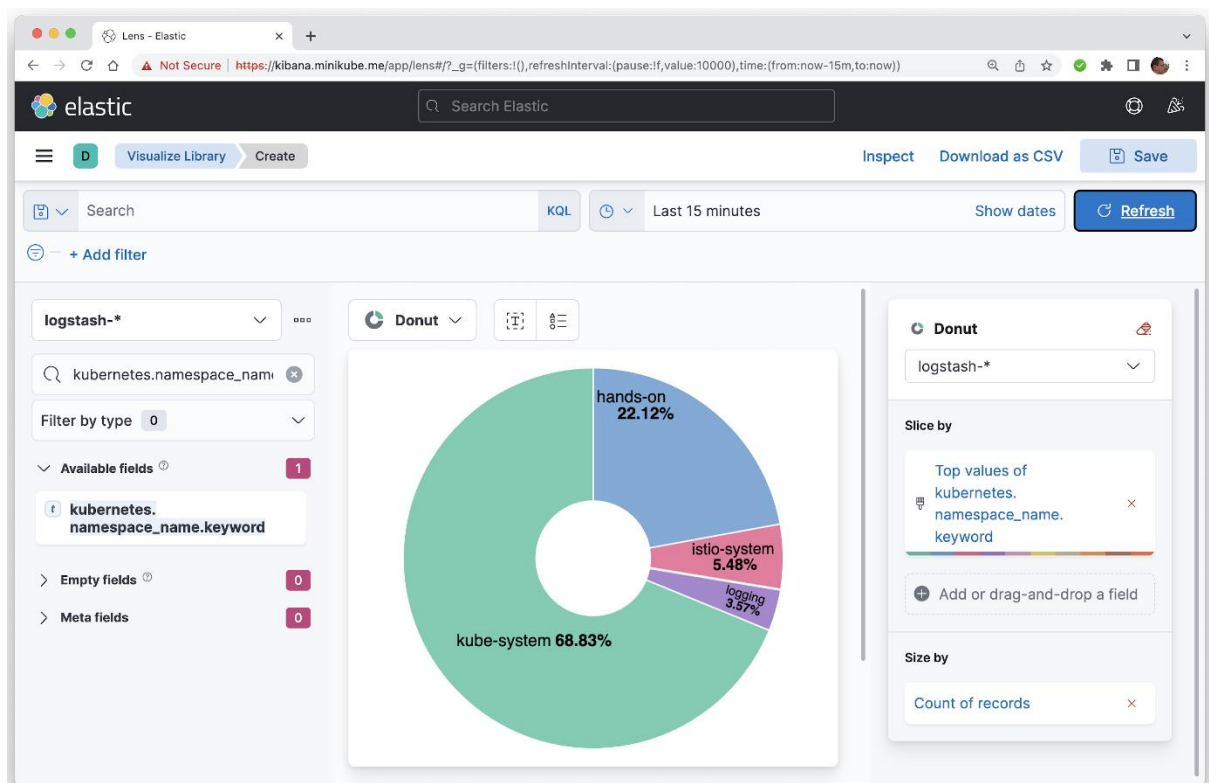 Lens - Elastic
Not Secure | https://kibana.minikube.me/app/lens#/?_g=(filters:!(),refreshInterval:(pause:!f,value:10000),time:(from:now-15m,to:now))
elastic
Search Elastic
D
Visualize Library
Create
Inspect
Download as CSV
Save
Search
KQL
Last 15 minutes
Show dates
Refresh
+ Add filter
logstash-*
kubernetes.namespace_nam
Filter by type 0
Available fields 1
t kubernetes.
namespace_name.keyword
Empty fields 0
Meta fields 0
Donut
hands-on
22.12%
istio-system
5.48%
logging
3.57%
kube-system 68.83%
Donut
logstash-*
Slice by
Top values of
kubernetes.
namespace_name.
keyword
Add or drag-and-drop a field
Size by
Count of records